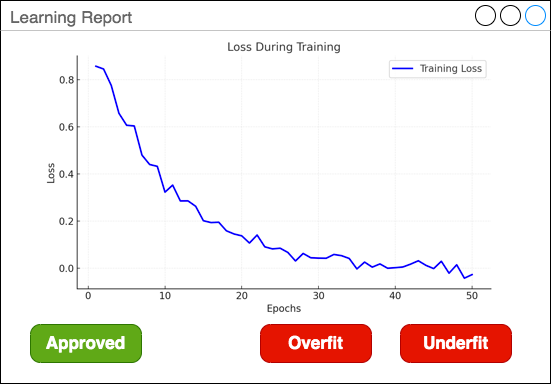 Learning Report
Loss During Training
Training Loss
0.8
0.6
0.4
0.2
0.0
Loss
0 10 20 30 40 50
Epochs
Approved Overfit Underfit